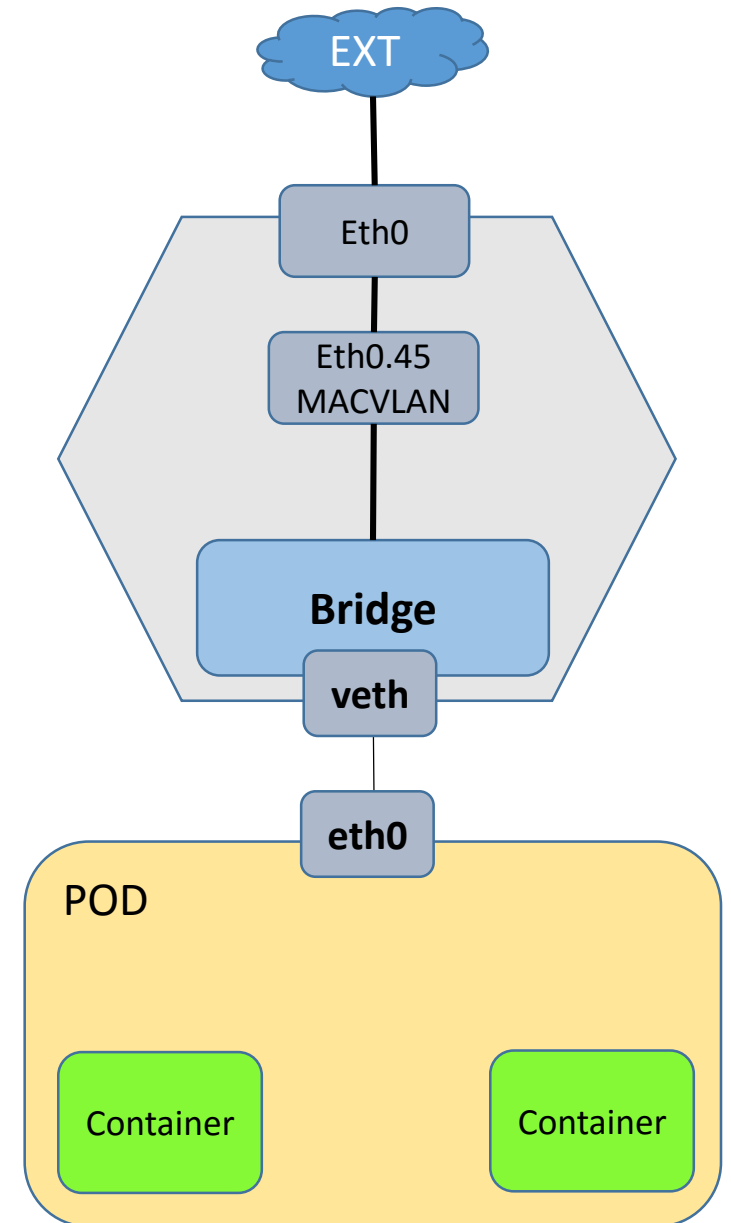 EXT
Eth0
Eth0.45
MACVLAN
Bridge
veth
eth0
POD
Container
Container